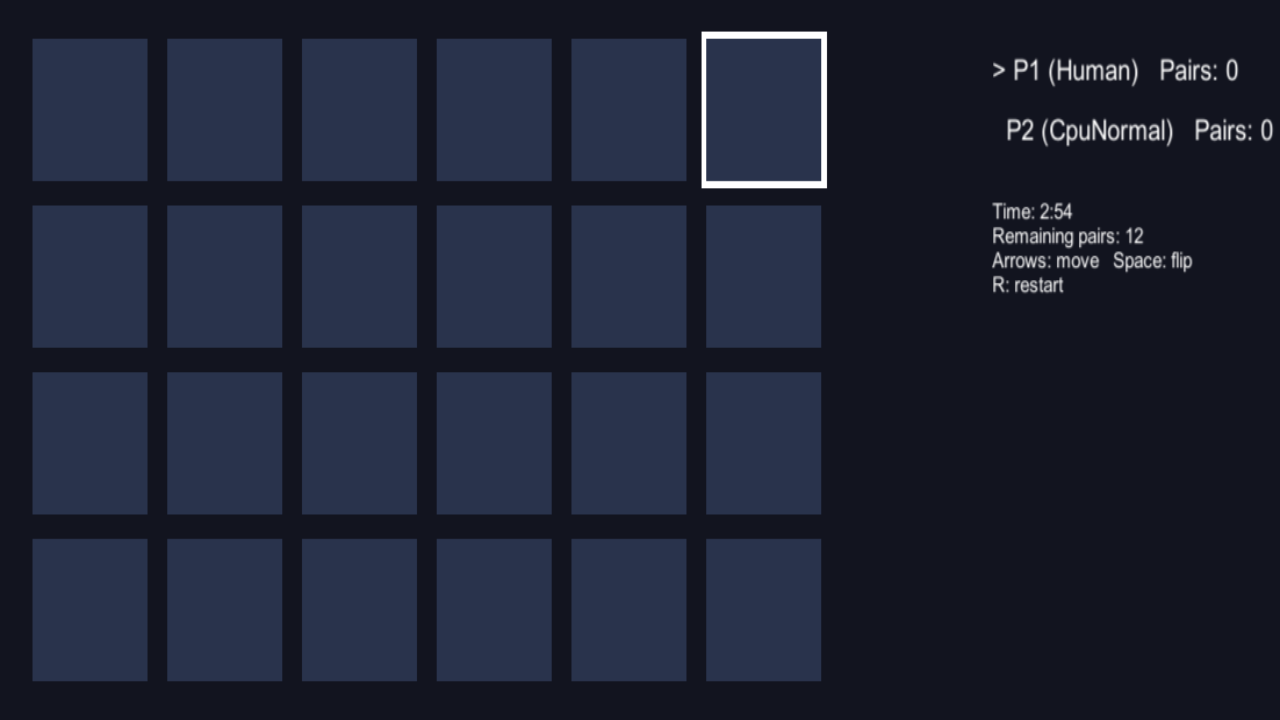 > P1 (Human) Pairs: 0
P2 (CpuNormal) Pairs: 0
Time: 2:54
Remaining pairs: 12
Arrows: move Space: flip
R: restart